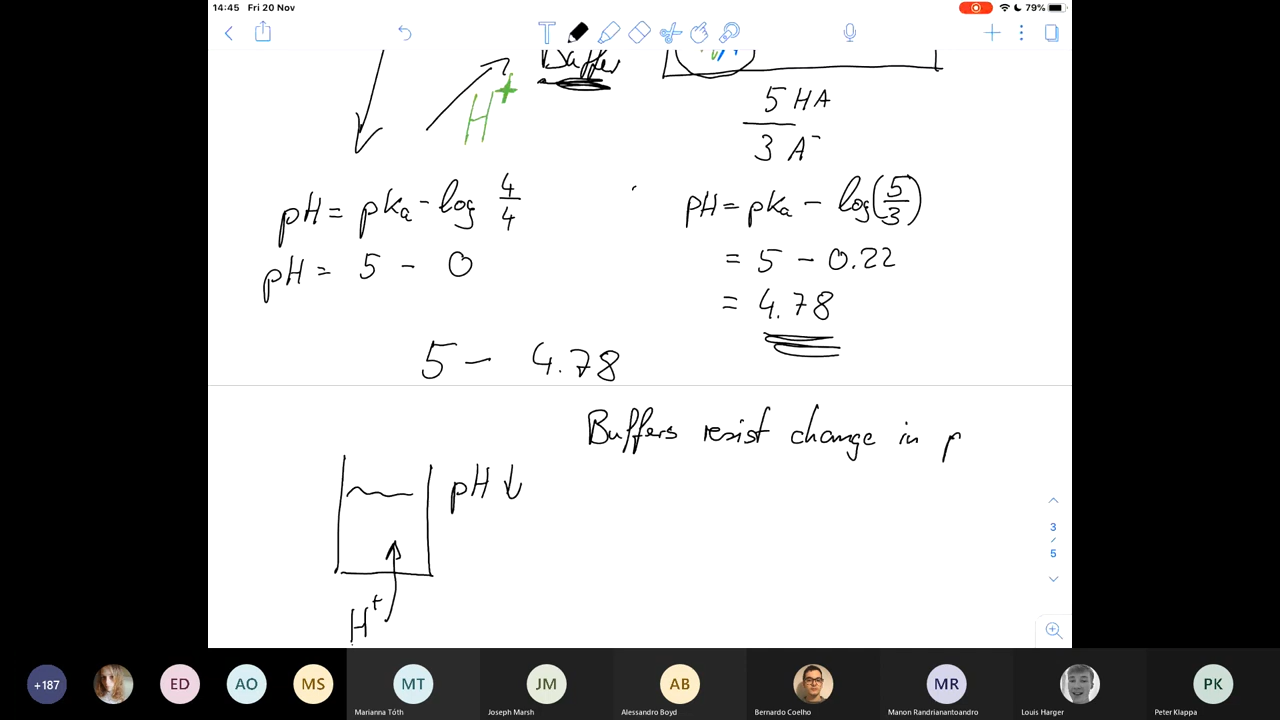 14:45 Fri 20 Nov
79%
T
Buffer
H+
5 HA
3 A-
pH = pKa - log 4/4
pH = 5 - 0
pH = pKa - log(5/3)
= 5 - 0.22
= 4.78
5 - 4.78
Buffers resist change in p
pH ↓
H+
3
/
5
+187
ED
AO
MS
MT
JM
AB
MR
PK
Marianna Tóth
Joseph Marsh
Alessandro Boyd
Bernardo Coelho
Manon Randrianantoandro
Louis Harger
Peter Klappa